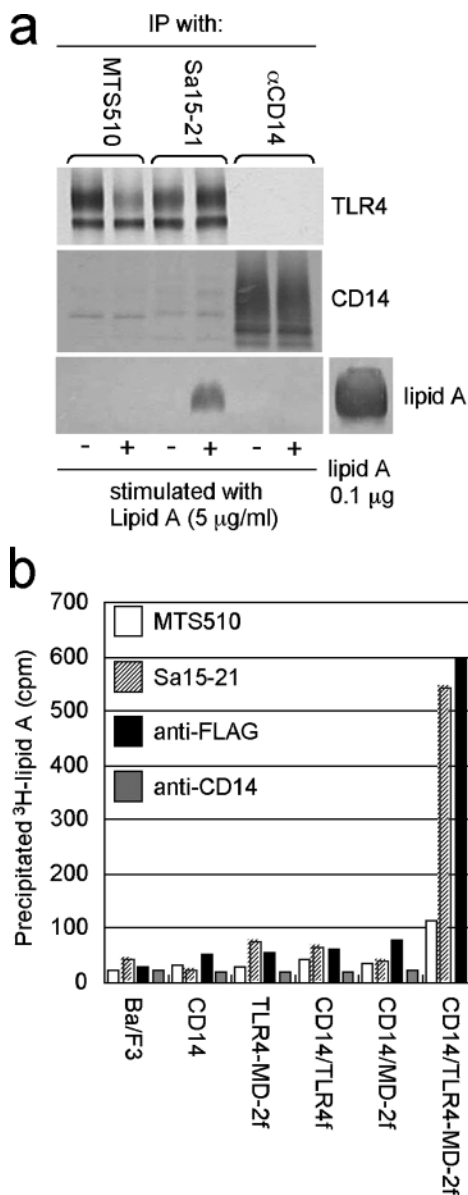 a
IP with:
MTS510
Sa15-21
αCD14
TLR4
CD14
lipid A
- + - + - +
stimulated with
Lipid A (5 µg/ml)
lipid A
0.1 µg
b
Precipitated ³H-lipid A (cpm)
700
600
500
400
300
200
100
0
MTS510
Sa15-21
anti-FLAG
anti-CD14
Ba/F3
CD14
TLR4-MD-2f
CD14/TLR4f
CD14/MD-2f
CD14/TLR4-MD-2f